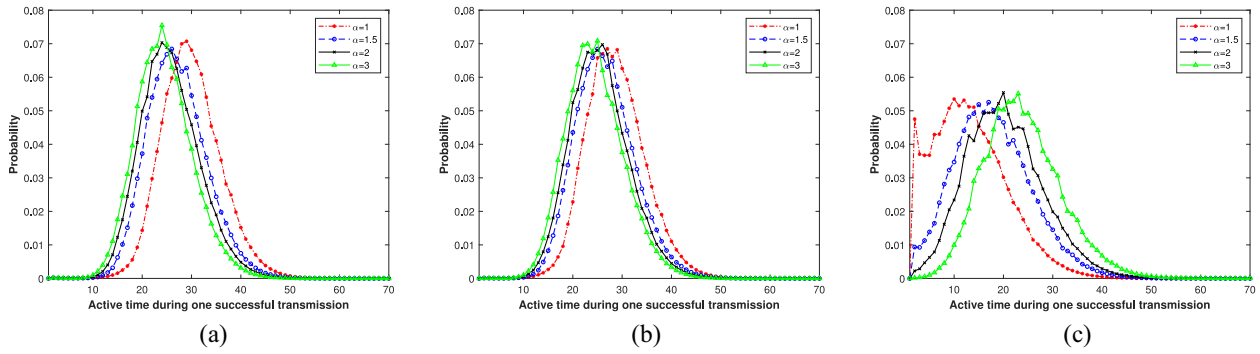 0.08
0.07
0.06
0.05
0.04
0.03
0.02
0.01
0
10 20 30 40 50 60 70
Probability
Active time during one successful transmission
α=1
α=1.5
α=2
α=3
(a)
0.08
0.07
0.06
0.05
0.04
0.03
0.02
0.01
0
10 20 30 40 50 60 70
Probability
Active time during one successful transmission
α=1
α=1.5
α=2
α=3
(b)
0.08
0.07
0.06
0.05
0.04
0.03
0.02
0.01
0
10 20 30 40 50 60 70
Probability
Active time during one successful transmission
α=1
α=1.5
α=2
α=3
(c)